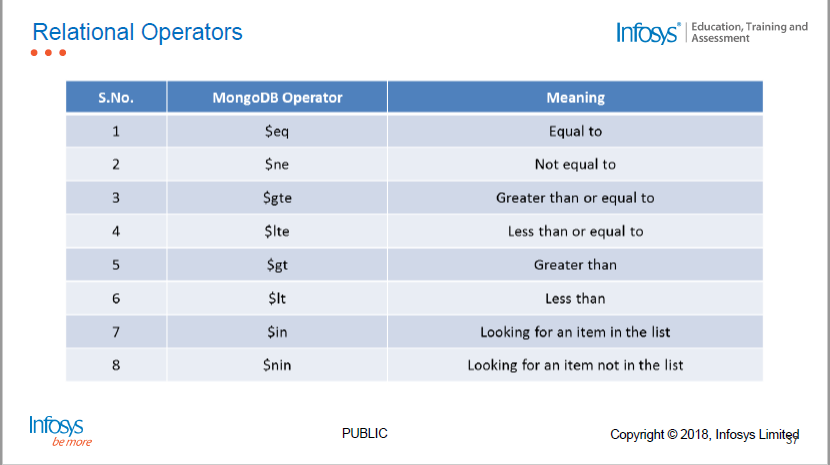 Relational Operators
Infosys® | Education, Training and Assessment
S.No. MongoDB Operator Meaning
1 $eq Equal to
2 $ne Not equal to
3 $gte Greater than or equal to
4 $lte Less than or equal to
5 $gt Greater than
6 $lt Less than
7 $in Looking for an item in the list
8 $nin Looking for an item not in the list
Infosys
be more
PUBLIC
Copyright © 2018, Infosys Limited
37